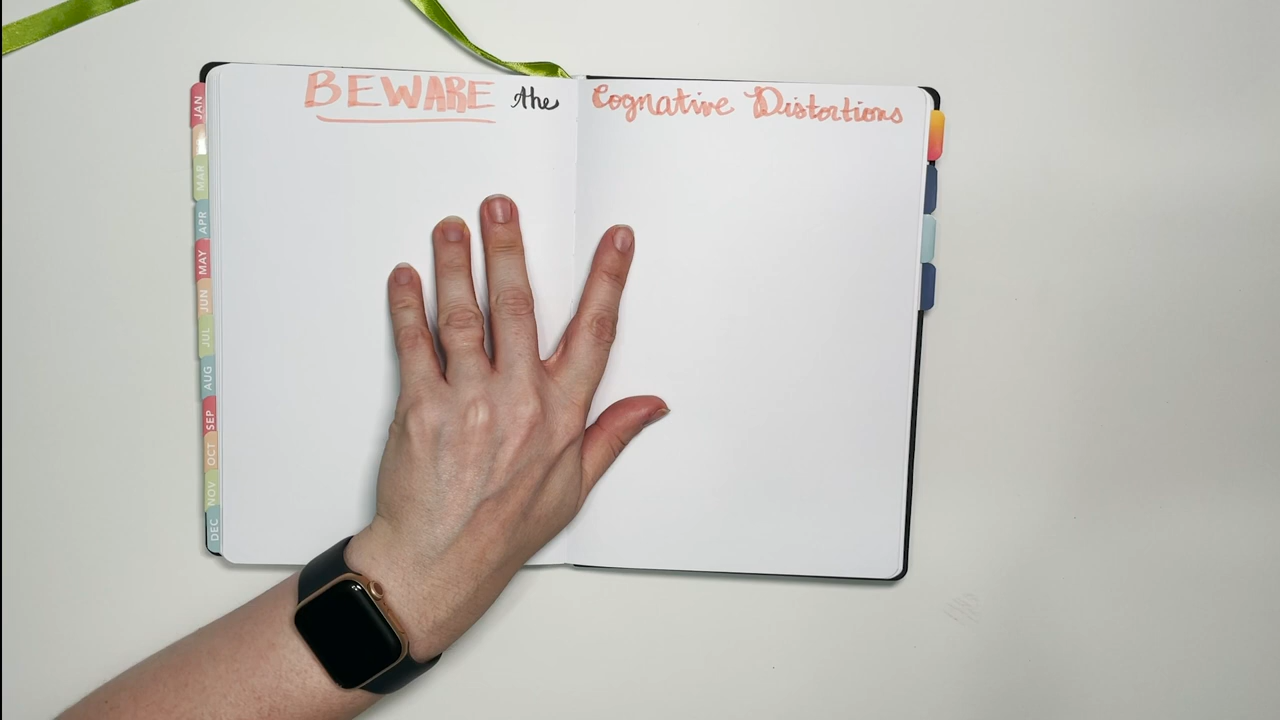 BEWARE the Cognative Distortions
JAN
MAR
APR
MAY
JUN
JUL
AUG
SEP
OCT
NOV
DEC